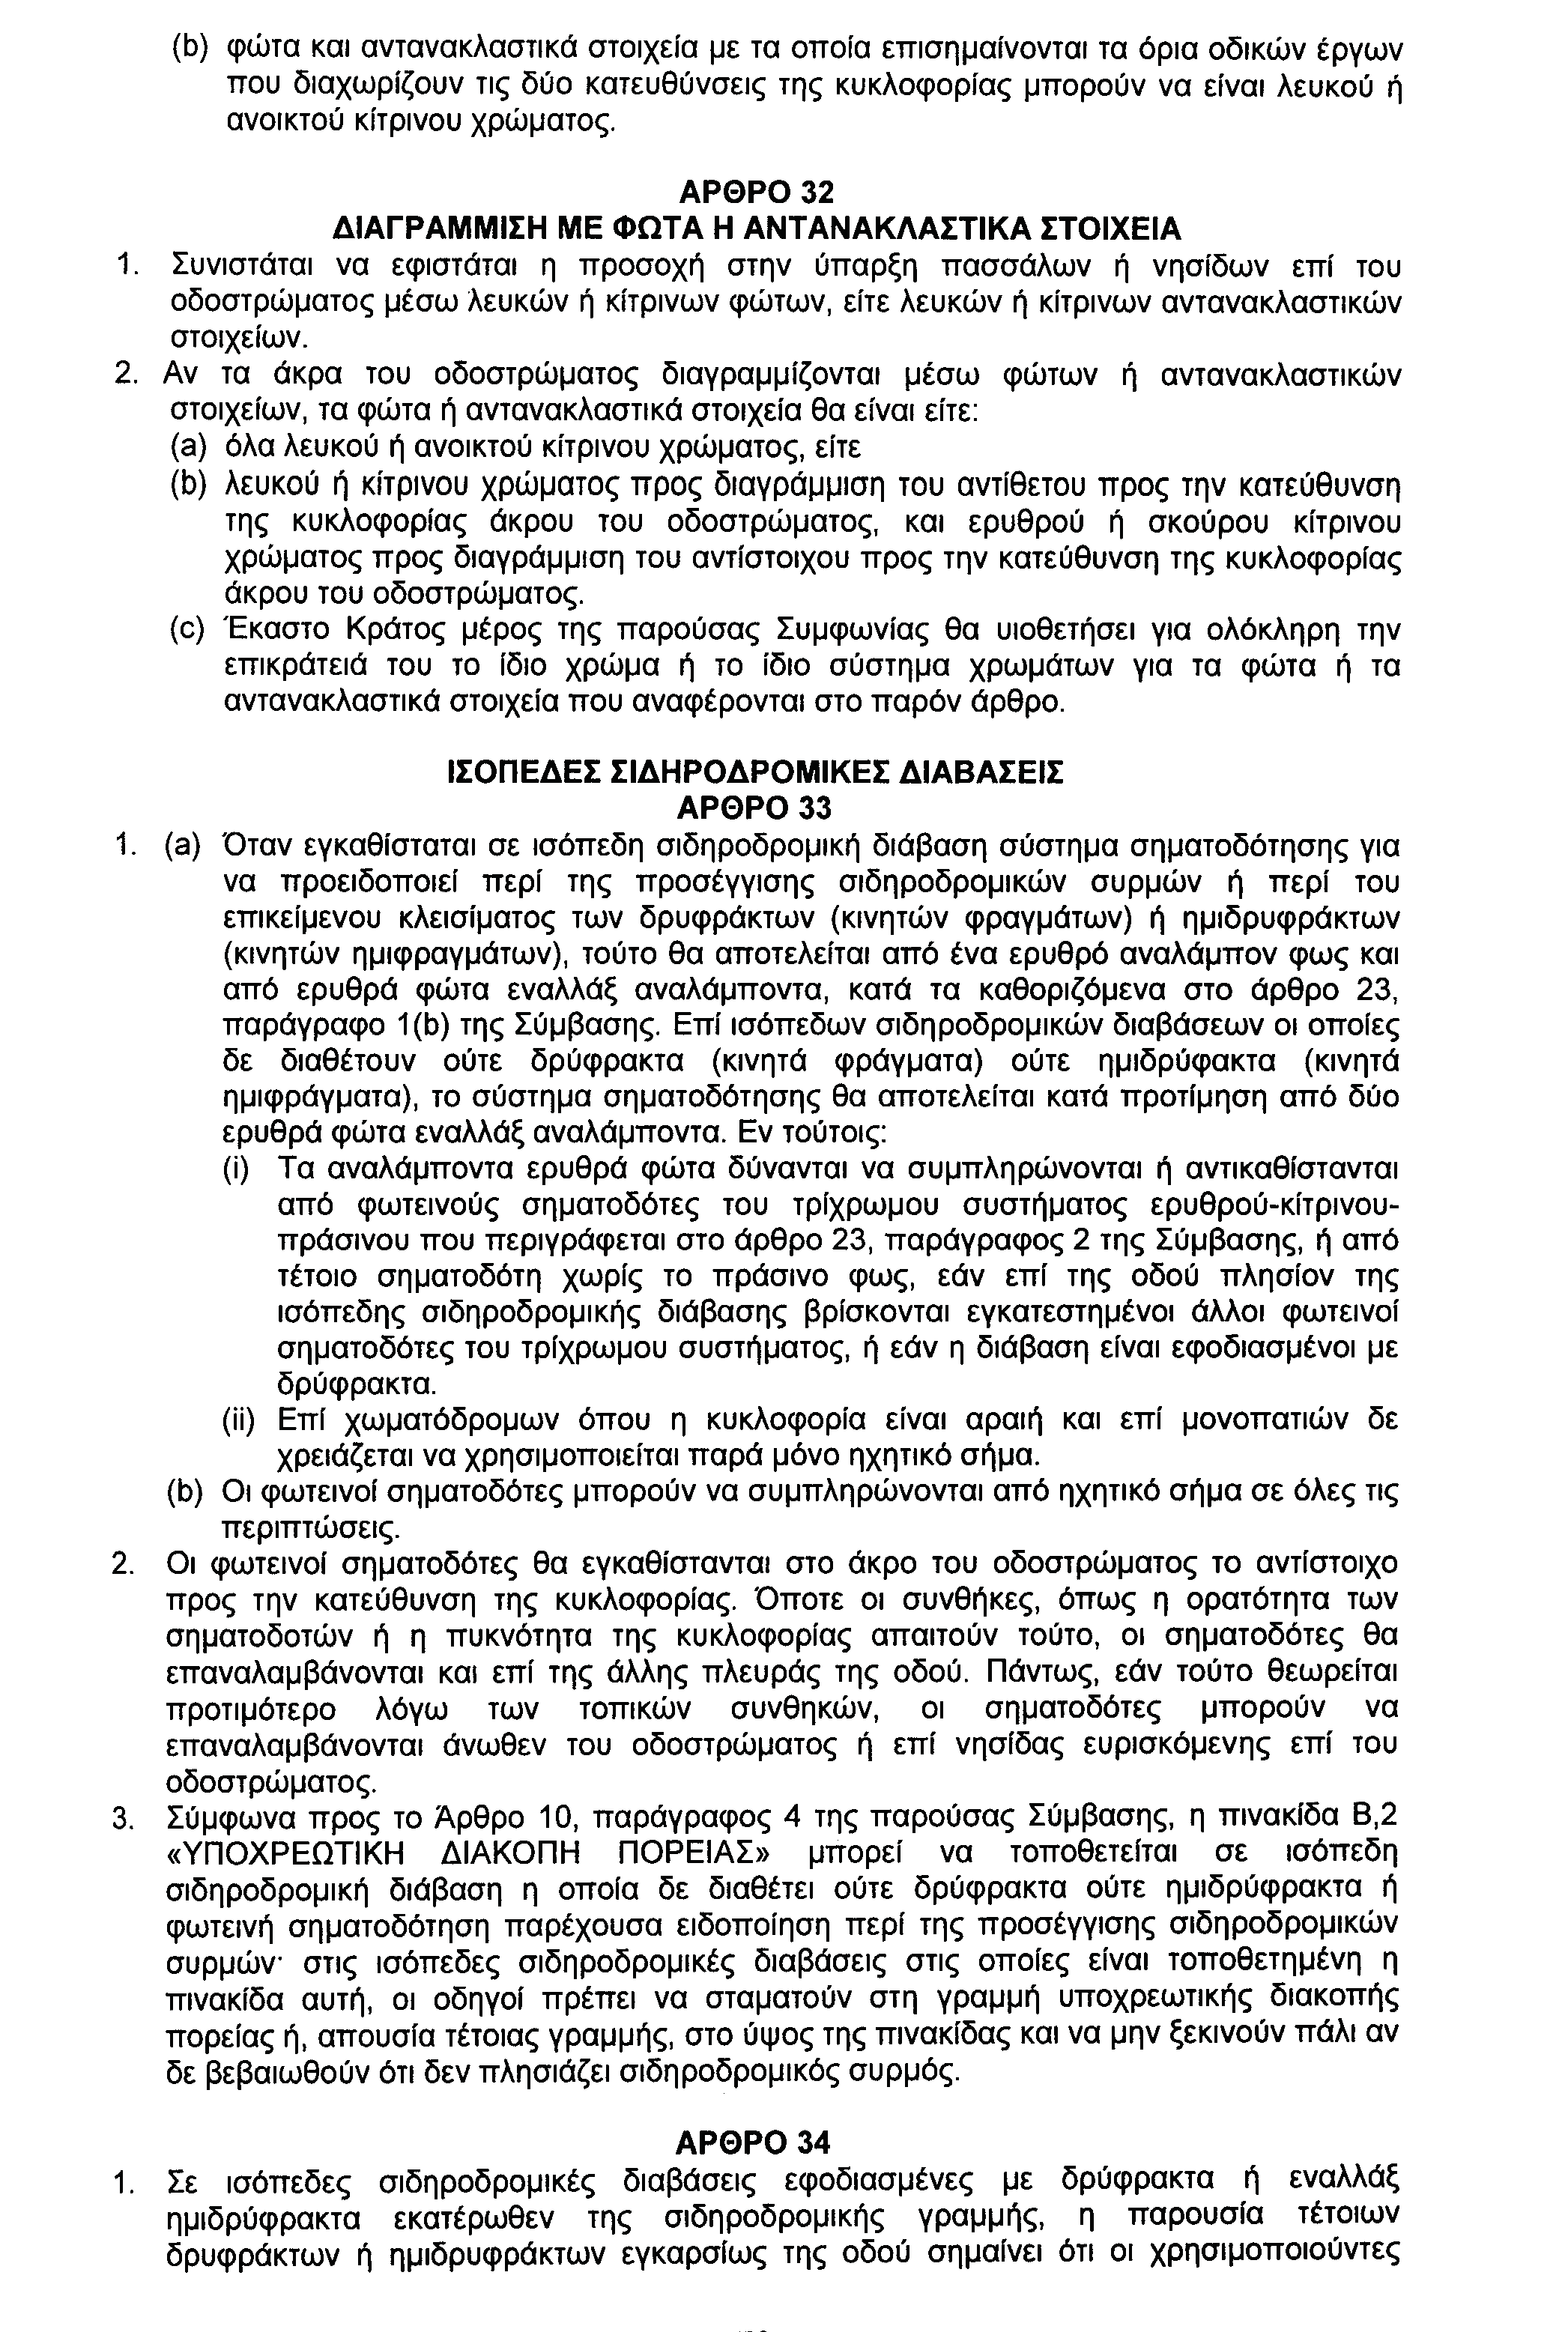 (b) φώτα και αντανακλαστικά στοιχεία με τα οποία επισημαίνονται τα όρια οδικών έργων
που διαχωρίζουν τις δύο κατευθύνσεις της κυκλοφορίας μπορούν να είναι λευκού ή
ανοικτού κίτρινου χρώματος.
ΑΡΘΡΟ 32
ΔΙΑΓΡΑΜΜΙΣΗ ΜΕ ΦΩΤΑ Η ΑΝΤΑΝΑΚΛΑΣΤΙΚΑ ΣΤΟΙΧΕΙΑ
1. Συνιστάται να εφιστάται η προσοχή στην ύπαρξη πασσάλων ή νησίδων επί του
οδοστρώματος μέσω λευκών ή κίτρινων φώτων, είτε λευκών ή κίτρινων αντανακλαστικών
στοιχείων.
2. Αν τα άκρα του οδοστρώματος διαγραμμίζονται μέσω φώτων ή αντανακλαστικών
στοιχείων, τα φώτα ή αντανακλαστικά στοιχεία θα είναι είτε:
(a) όλα λευκού ή ανοικτού κίτρινου χρώματος, είτε
(b) λευκού ή κίτρινου χρώματος προς διαγράμμιση του αντίθετου προς την κατεύθυνση
της κυκλοφορίας άκρου του οδοστρώματος, και ερυθρού ή σκούρου κίτρινου
χρώματος προς διαγράμμιση του αντίστοιχου προς την κατεύθυνση της κυκλοφορίας
άκρου του οδοστρώματος.
(c) Έκαστο Κράτος μέρος της παρούσας Συμφωνίας θα υιοθετήσει για ολόκληρη την
επικράτειά του το ίδιο χρώμα ή το ίδιο σύστημα χρωμάτων για τα φώτα ή τα
αντανακλαστικά στοιχεία που αναφέρονται στο παρόν άρθρο.
ΙΣΟΠΕΔΕΣ ΣΙΔΗΡΟΔΡΟΜΙΚΕΣ ΔΙΑΒΑΣΕΙΣ
ΑΡΘΡΟ 33
1. (a) Όταν εγκαθίσταται σε ισόπεδη σιδηροδρομική διάβαση σύστημα σηματοδότησης για
να προειδοποιεί περί της προσέγγισης σιδηροδρομικών συρμών ή περί του
επικείμενου κλεισίματος των δρυφράκτων (κινητών φραγμάτων) ή ημιδρυφράκτων
(κινητών ημιφραγμάτων), τούτο θα αποτελείται από ένα ερυθρό αναλάμπον φως και
από ερυθρά φώτα εναλλάξ αναλάμποντα, κατά τα καθοριζόμενα στο άρθρο 23,
παράγραφο 1(b) της Σύμβασης. Επί ισόπεδων σιδηροδρομικών διαβάσεων οι οποίες
δε διαθέτουν ούτε δρύφρακτα (κινητά φράγματα) ούτε ημιδρύφακτα (κινητά
ημιφράγματα), το σύστημα σηματοδότησης θα αποτελείται κατά προτίμηση από δύο
ερυθρά φώτα εναλλάξ αναλάμποντα. Εν τούτοις:
(i) Τα αναλάμποντα ερυθρά φώτα δύνανται να συμπληρώνονται ή αντικαθίστανται
από φωτεινούς σηματοδότες του τρίχρωμου συστήματος ερυθρού-κίτρινου-
πράσινου που περιγράφεται στο άρθρο 23, παράγραφος 2 της Σύμβασης, ή από
τέτοιο σηματοδότη χωρίς το πράσινο φως, εάν επί της οδού πλησίον της
ισόπεδης σιδηροδρομικής διάβασης βρίσκονται εγκατεστημένοι άλλοι φωτεινοί
σηματοδότες του τρίχρωμου συστήματος, ή εάν η διάβαση είναι εφοδιασμένοι με
δρύφρακτα.
(ii) Επί χωματόδρομων όπου η κυκλοφορία είναι αραιή και επί μονοπατιών δε
χρειάζεται να χρησιμοποιείται παρά μόνο ηχητικό σήμα.
(b) Οι φωτεινοί σηματοδότες μπορούν να συμπληρώνονται από ηχητικό σήμα σε όλες τις
περιπτώσεις.
2. Οι φωτεινοί σηματοδότες θα εγκαθίστανται στο άκρο του οδοστρώματος το αντίστοιχο
προς την κατεύθυνση της κυκλοφορίας. Όποτε οι συνθήκες, όπως η ορατότητα των
σηματοδοτών ή η πυκνότητα της κυκλοφορίας απαιτούν τούτο, οι σηματοδότες θα
επαναλαμβάνονται και επί της άλλης πλευράς της οδού. Πάντως, εάν τούτο θεωρείται
προτιμότερο λόγω των τοπικών συνθηκών, οι σηματοδότες μπορούν να
επαναλαμβάνονται άνωθεν του οδοστρώματος ή επί νησίδας ευρισκόμενης επί του
οδοστρώματος.
3. Σύμφωνα προς το Άρθρο 10, παράγραφος 4 της παρούσας Σύμβασης, η πινακίδα Β,2
«ΥΠΟΧΡΕΩΤΙΚΗ ΔΙΑΚΟΠΗ ΠΟΡΕΙΑΣ» μπορεί να τοποθετείται σε ισόπεδη
σιδηροδρομική διάβαση η οποία δε διαθέτει ούτε δρύφρακτα ούτε ημιδρύφρακτα ή
φωτεινή σηματοδότηση παρέχουσα ειδοποίηση περί της προσέγγισης σιδηροδρομικών
συρμών· στις ισόπεδες σιδηροδρομικές διαβάσεις στις οποίες είναι τοποθετημένη η
πινακίδα αυτή, οι οδηγοί πρέπει να σταματούν στη γραμμή υποχρεωτικής διακοπής
πορείας ή, απουσία τέτοιας γραμμής, στο ύψος της πινακίδας και να μην ξεκινούν πάλι αν
δε βεβαιωθούν ότι δεν πλησιάζει σιδηροδρομικός συρμός.
ΑΡΘΡΟ 34
1. Σε ισόπεδες σιδηροδρομικές διαβάσεις εφοδιασμένες με δρύφρακτα ή εναλλάξ
ημιδρύφρακτα εκατέρωθεν της σιδηροδρομικής γραμμής, η παρουσία τέτοιων
δρυφράκτων ή ημιδρυφράκτων εγκαρσίως της οδού σημαίνει ότι οι χρησιμοποιούντες